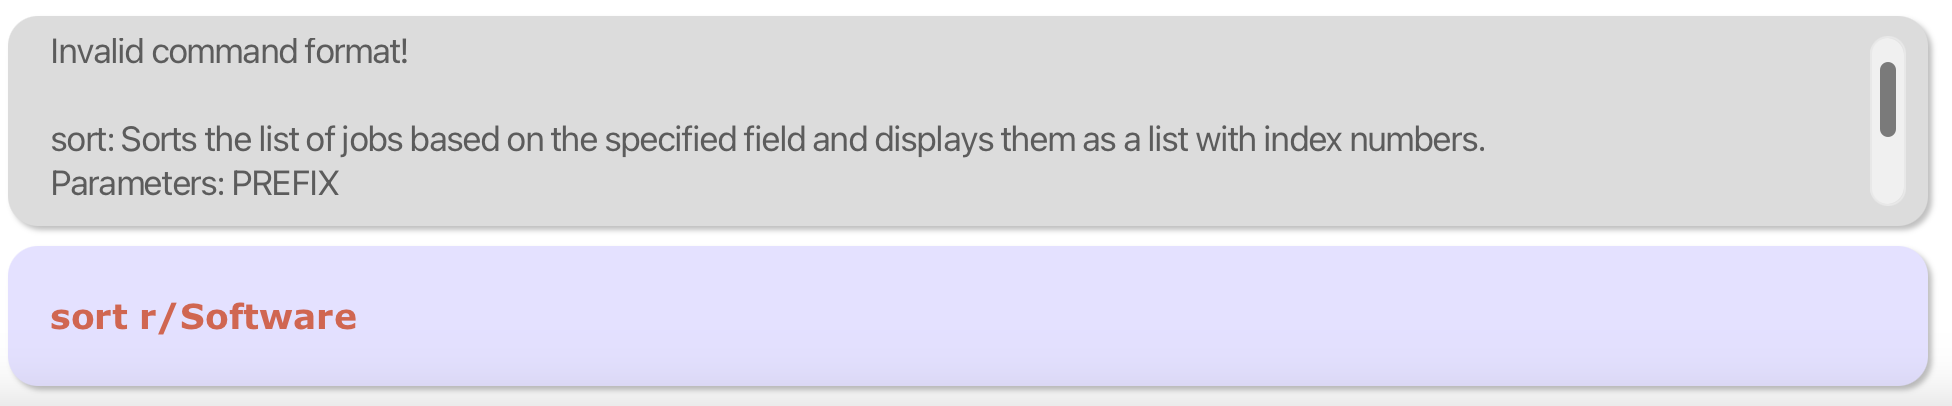 Invalid command format!
sort: Sorts the list of jobs based on the specified field and displays them as a list with index numbers.
Parameters: PREFIX
sort r/Software